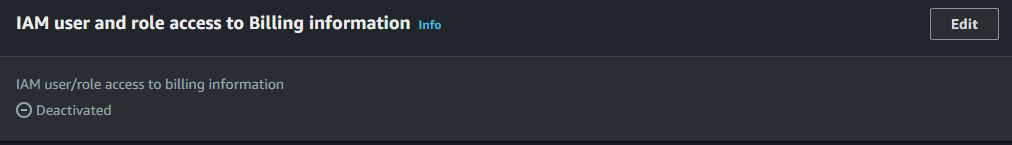 IAM user and role access to Billing information Info
Edit
IAM user/role access to billing information
Deactivated